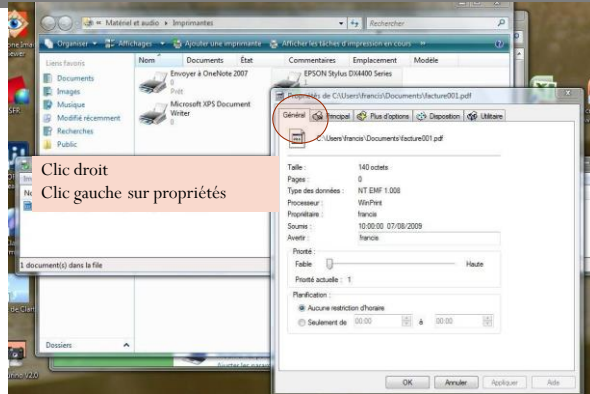 Matériel et audio ▸ Imprimantes
Rechercher
Organiser
Affichages
Ajouter une imprimante
Afficher les tâches d'impression en cours
Liens favoris
Documents
Images
Musique
Modifié récemment
Recherches
Public
Dossiers
Nom
Documents
État
Commentaires
Emplacement
Modèle
Envoyer à OneNote 2007
0
Prêt
EPSON Stylus DX4400 Series
1
Microsoft XPS Document
Writer
0
Clic droit
Clic gauche sur propriétés
1 document(s) dans la file
Propriétés de C:\Users\francis\Documents\facture001.pdf
Général
Principal
Plus d'options
Disposition
Utilitaire
C:\Users\francis\Documents\facture001.pdf
Taille : 140 octets
Pages : 0
Type des données : NT EMF 1.008
Processeur : WinPrint
Propriétaire : francis
Soumis : 10:00:00 07/08/2009
Avertir : francis
Priorité :
Faible
Haute
Priorité actuelle : 1
Planification :
Aucune restriction d'horaire
Seulement de 00:00 à 00:00
OK
Annuler
Appliquer
Aide